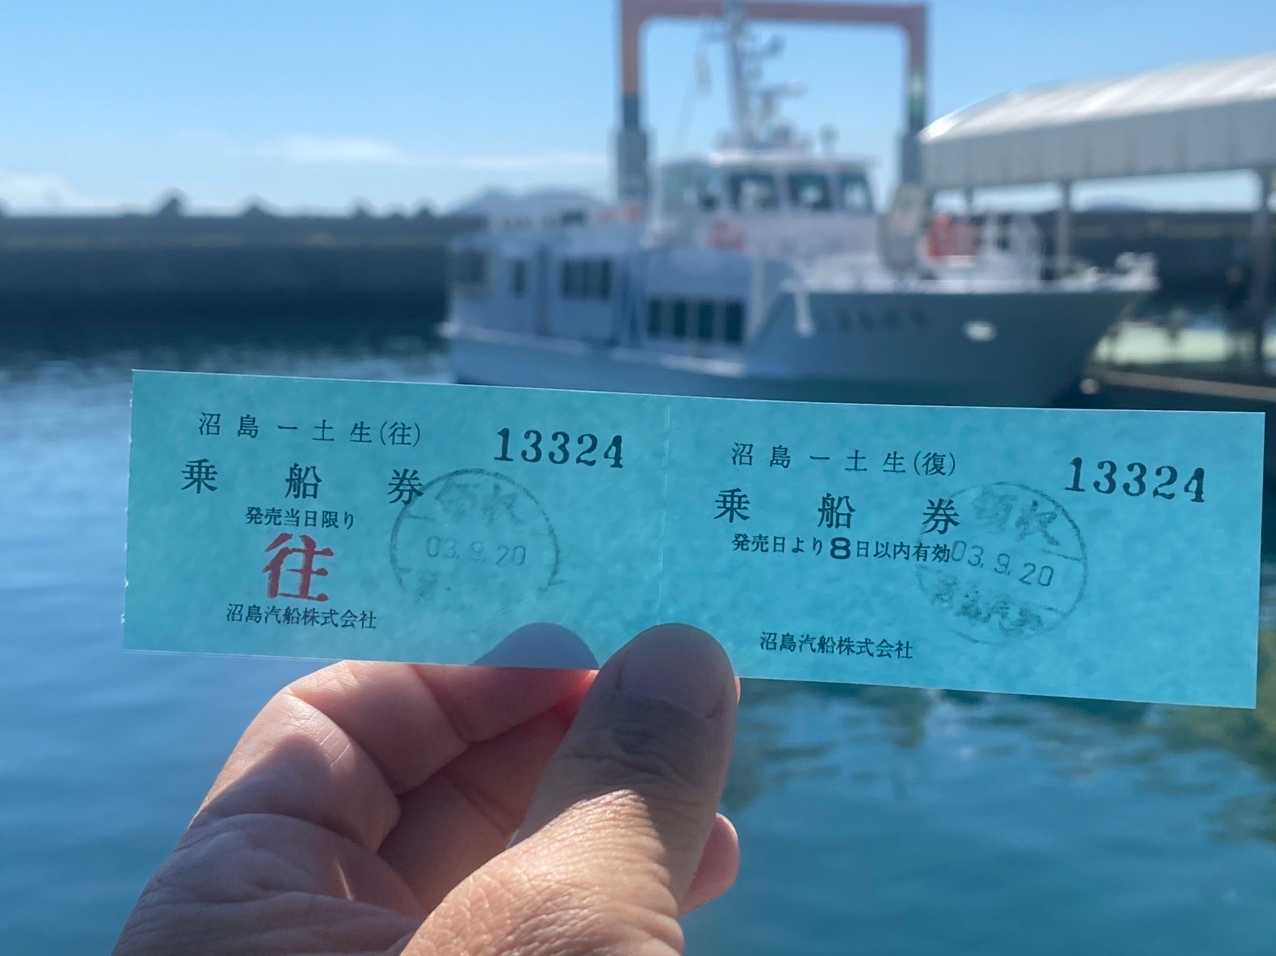 沼島ー土生(往)
13324
乗船券
発売当日限り
往
03.9.20
沼島汽船株式会社
沼島ー土生(復)
13324
乗船券
発売日より8日以内有効
03.9.20
沼島汽船株式会社